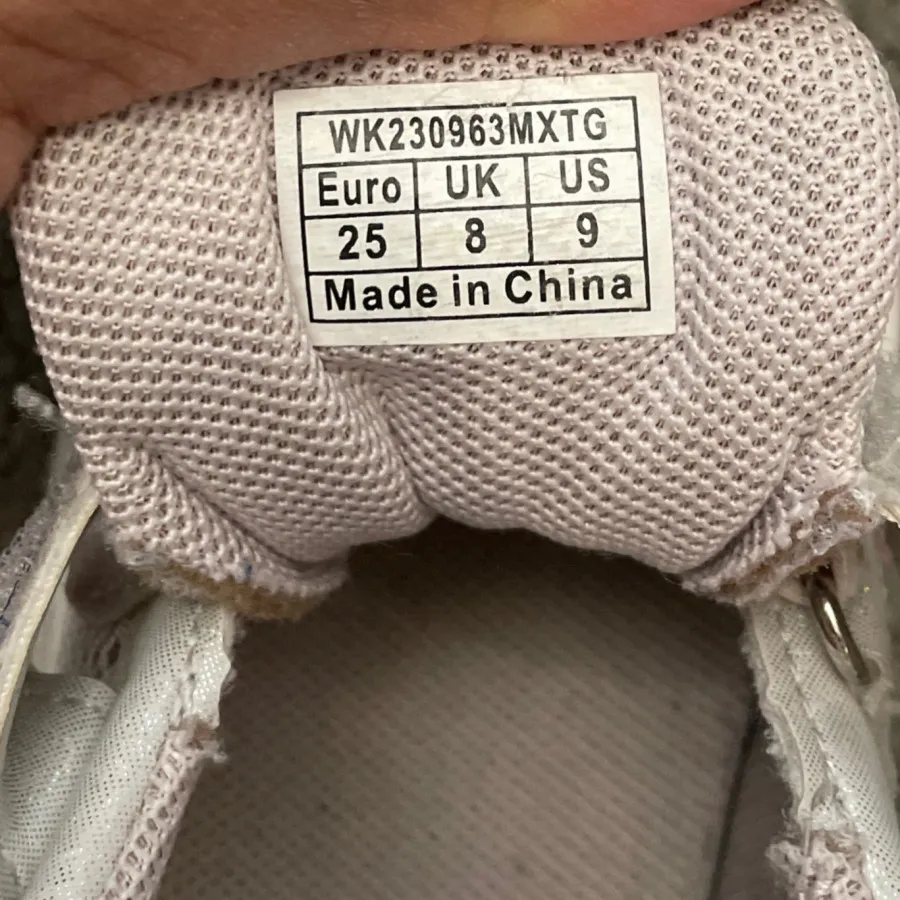 WK230963MXTG
Euro UK US
25 8 9
Made in China